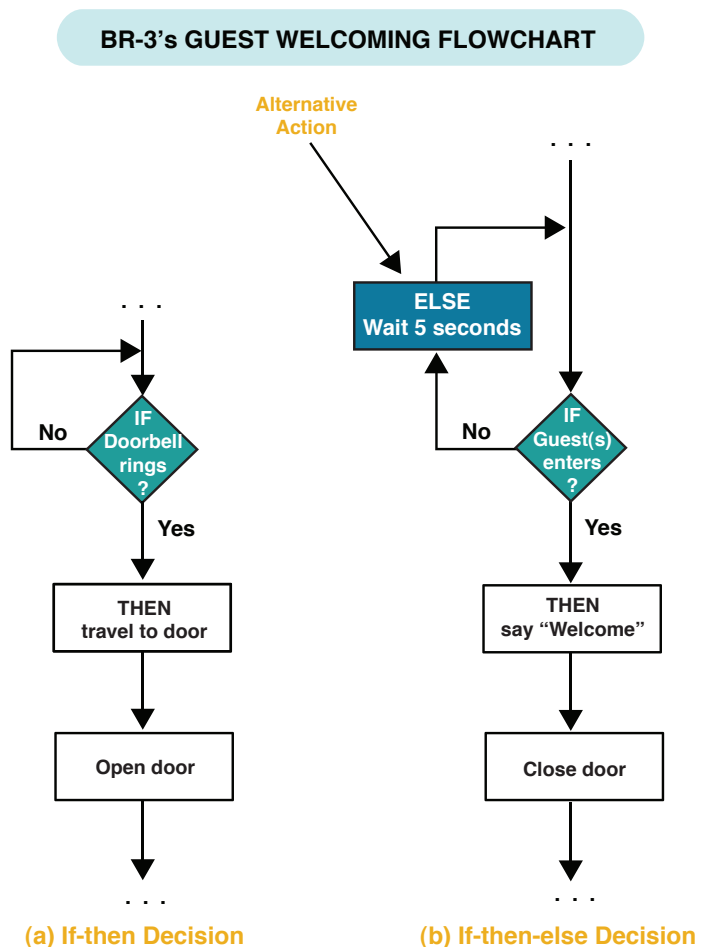 BR-3's GUEST WELCOMING FLOWCHART
Alternative
Action
. . .
ELSE
Wait 5 seconds
. . .
No
IF
Doorbell
rings
?
Yes
No
IF
Guest(s)
enters
?
Yes
THEN
travel to door
THEN
say “Welcome”
Open door
Close door
. . .
. . .
(a) If-then Decision
(b) If-then-else Decision